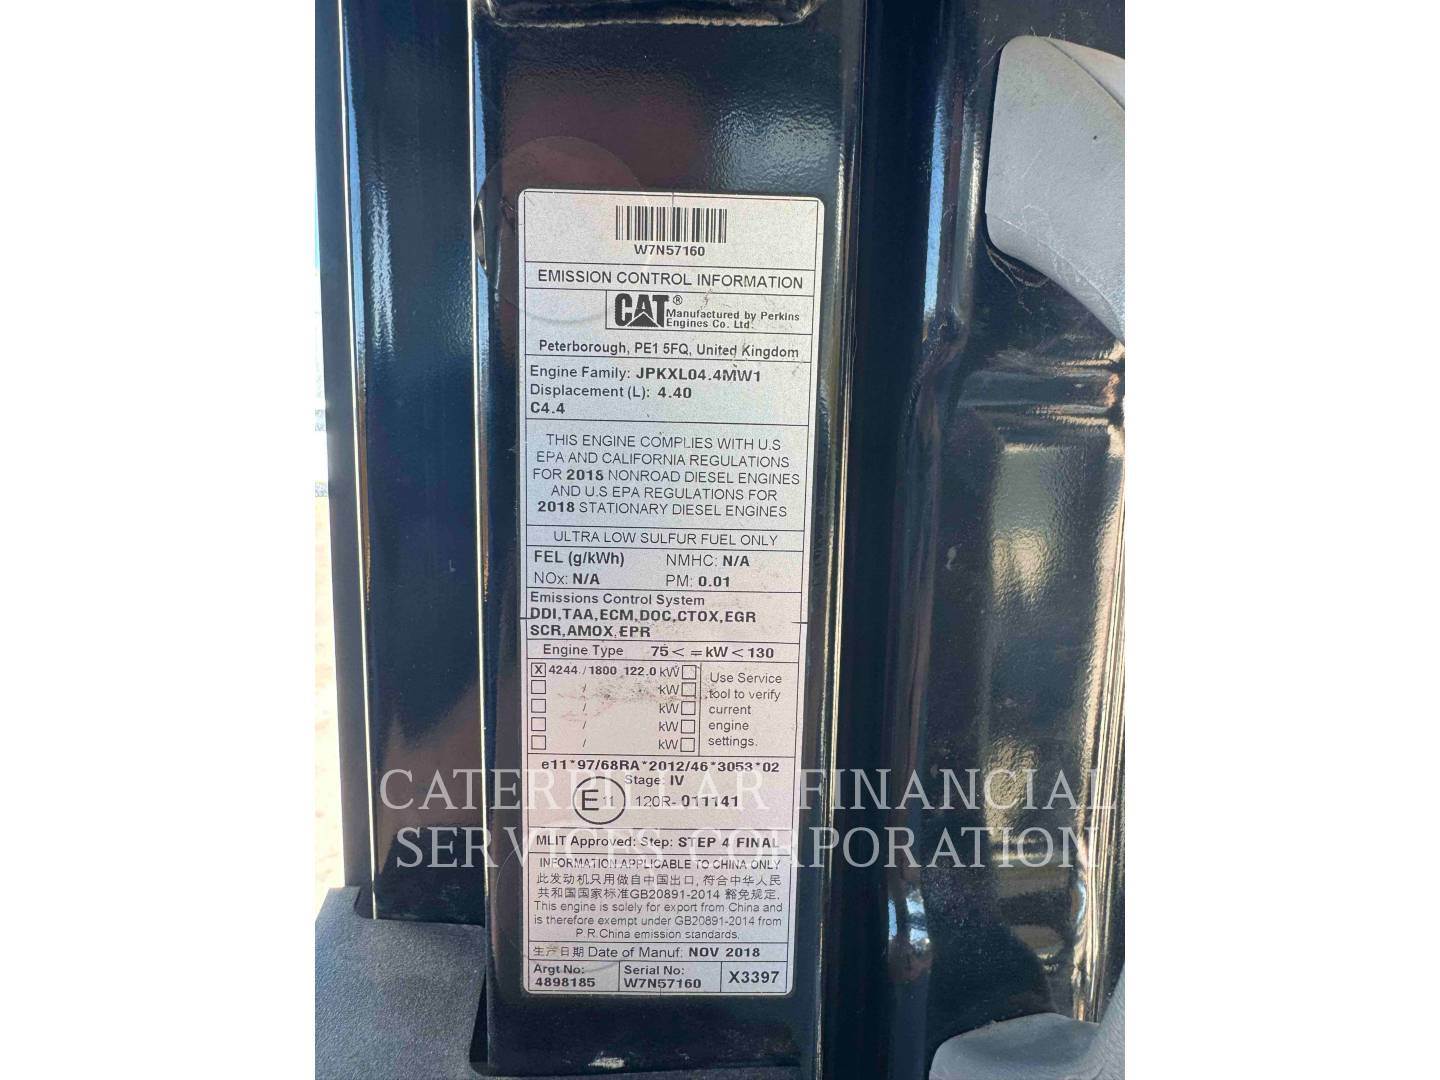 W7N57160
EMISSION CONTROL INFORMATION
CAT® Manufactured by Perkins
Engines Co. Ltd.
Peterborough, PE1 5FQ, United Kingdom
Engine Family: JPKXL04.4MW1
Displacement (L): 4.40
C4.4
THIS ENGINE COMPLIES WITH U.S
EPA AND CALIFORNIA REGULATIONS
FOR 2018 NONROAD DIESEL ENGINES
AND U.S EPA REGULATIONS FOR
2018 STATIONARY DIESEL ENGINES
ULTRA LOW SULFUR FUEL ONLY
FEL (g/kWh) NMHC: N/A
NOx: N/A PM: 0.01
Emissions Control System
DDI,TAA,ECM,DOC,CTOX,EGR
SCR,AMOX,EPR
Engine Type 75<=kW<130
X 4244 / 1800 122.0 kW
/ kW
/ kW
/ kW
/ kW
Use Service
tool to verify
current
engine
settings.
e11*97/68RA*2012/46*3053*02
Stage: IV
E 11 120R- 011141
MLIT Approved: Step: STEP 4 FINAL
INFORMATION APPLICABLE TO CHINA ONLY
此发动机只用做自中国出口, 符合中华人民
共和国国家标准GB20891-2014 豁免规定.
This engine is solely for export from China and
is therefore exempt under GB20891-2014 from
P.R.China emission standards.
生产日期 Date of Manuf: NOV 2018
Argt No: Serial No: X3397
4898185 W7N57160
CATERPILLAR FINANCIAL
SERVICES CORPORATION